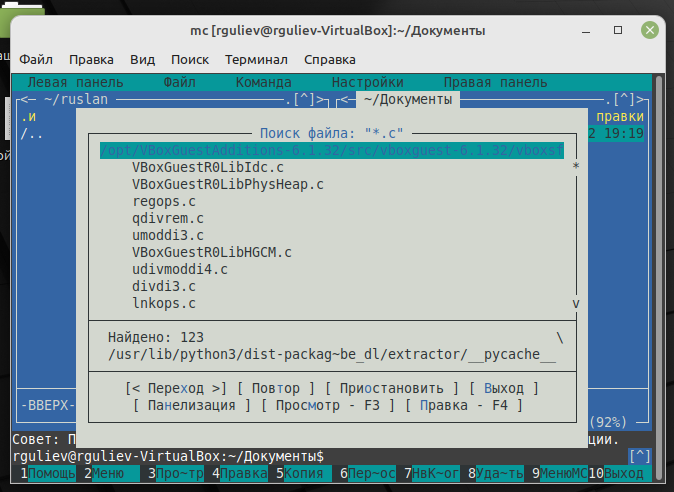 mc [rguliev@rguliev-VirtualBox]:~/Документы
Файл Правка Вид Поиск Терминал Справка
Левая панель Файл Команда Настройки Правая панель
<— ~/ruslan .[^]> <— ~/Документы .[^]>
.и правки
/.. 2 19:19
Поиск файла: "*.c"
/opt/VBoxGuestAdditions-6.1.32/src/vboxguest-6.1.32/vboxsf
VBoxGuestR0LibIdc.c *
VBoxGuestR0LibPhysHeap.c
regops.c
qdivrem.c
umoddi3.c
VBoxGuestR0LibHGCM.c
udivmoddi4.c
divdi3.c
lnkops.c v
Найдено: 123 \
/usr/lib/python3/dist-packag~be_dl/extractor/__pycache__
[< Переход >] [ Повтор ] [ Приостановить ] [ Выход ]
[ Панелизация ] [ Просмотр - F3 ] [ Правка - F4 ]
-ВВЕРХ- (92%)
Совет: П ции.
rguliev@rguliev-VirtualBox:~/Документы$ [^]
1Помощь 2Меню 3Про~тр 4Правка 5Копия 6Пер~ос 7НвК~ог 8Уда~ть 9МенюMC 10Выход